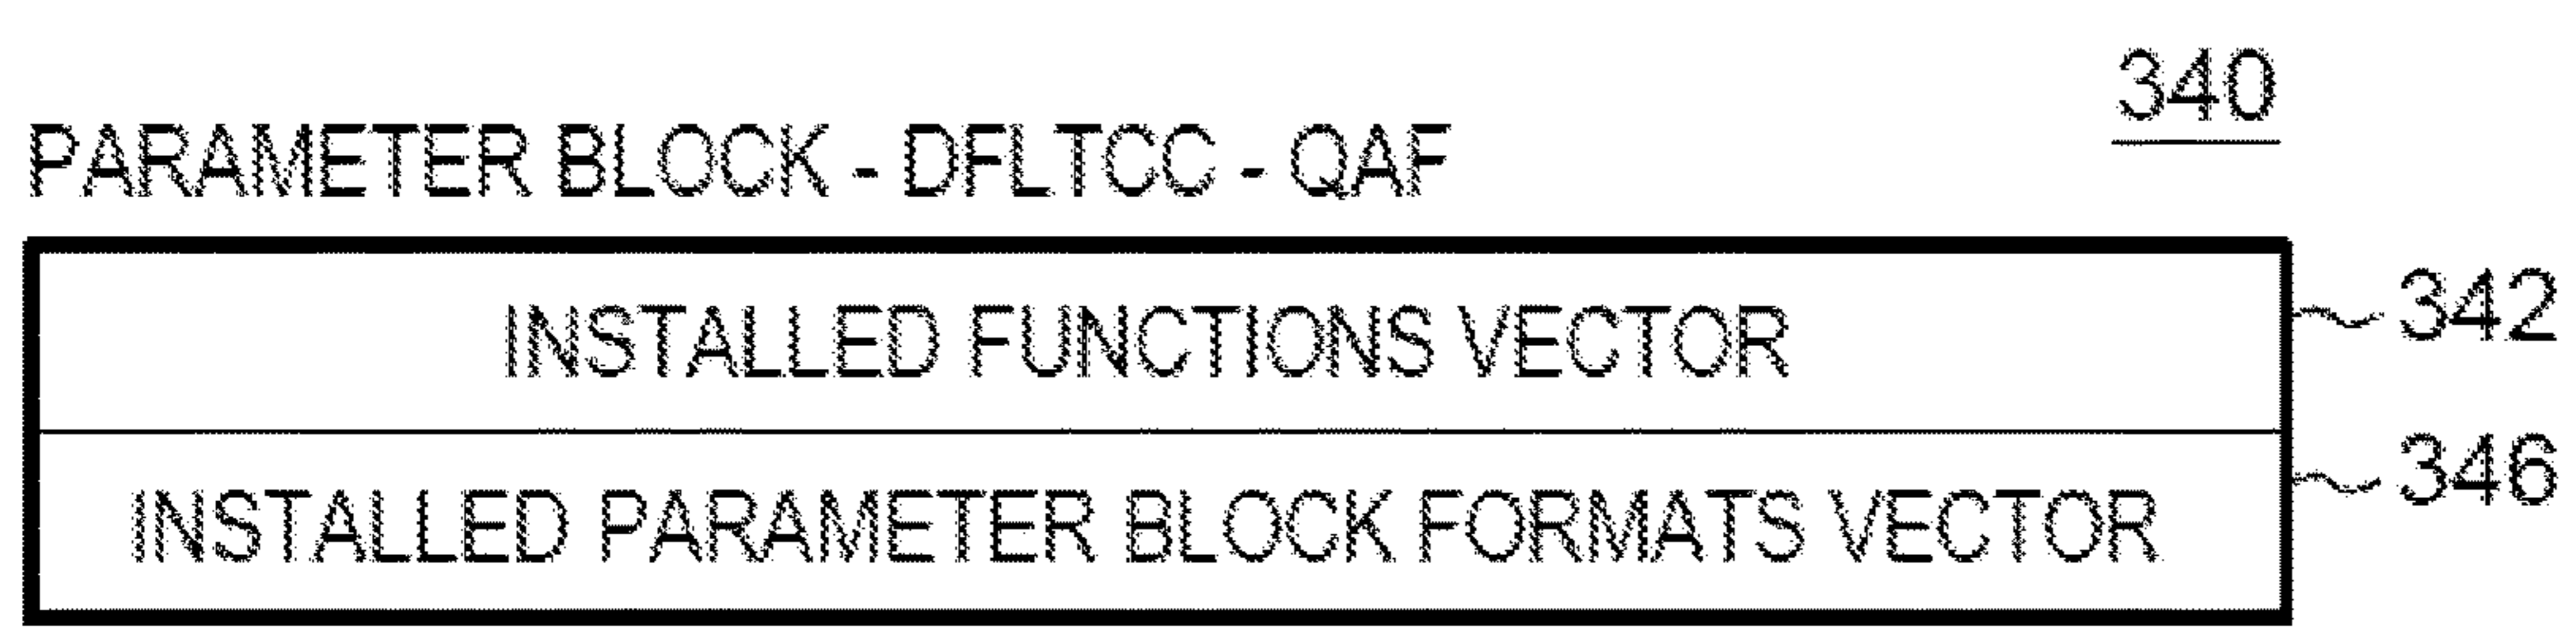 340
PARAMETER BLOCK - DFLTCC - QAF
INSTALLED FUNCTIONS VECTOR 342
INSTALLED PARAMETER BLOCK FORMATS VECTOR 346